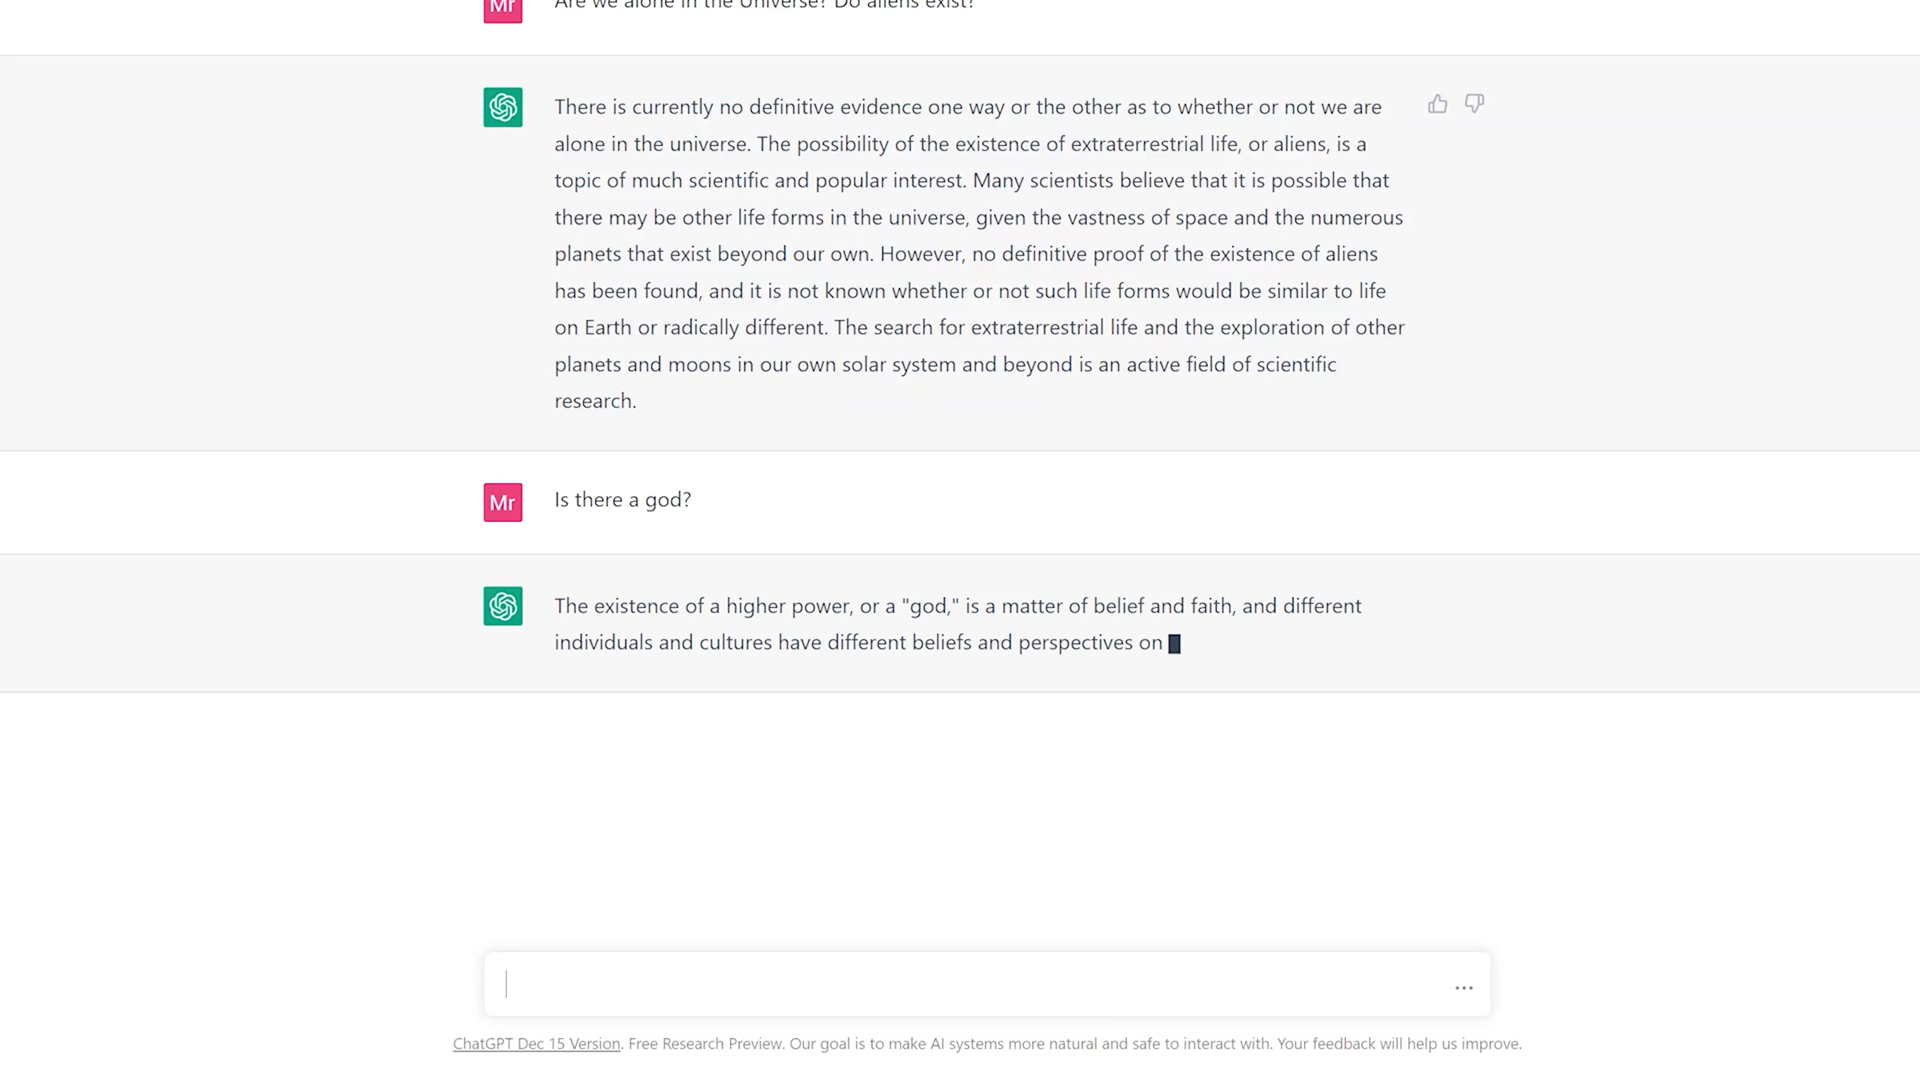 Mr
Are we alone in the Universe? Do aliens exist?
There is currently no definitive evidence one way or the other as to whether or not we are
alone in the universe. The possibility of the existence of extraterrestrial life, or aliens, is a
topic of much scientific and popular interest. Many scientists believe that it is possible that
there may be other life forms in the universe, given the vastness of space and the numerous
planets that exist beyond our own. However, no definitive proof of the existence of aliens
has been found, and it is not known whether or not such life forms would be similar to life
on Earth or radically different. The search for extraterrestrial life and the exploration of other
planets and moons in our own solar system and beyond is an active field of scientific
research.
Mr
Is there a god?
The existence of a higher power, or a "god," is a matter of belief and faith, and different
individuals and cultures have different beliefs and perspectives on
ChatGPT Dec 15 Version. Free Research Preview. Our goal is to make AI systems more natural and safe to interact with. Your feedback will help us improve.